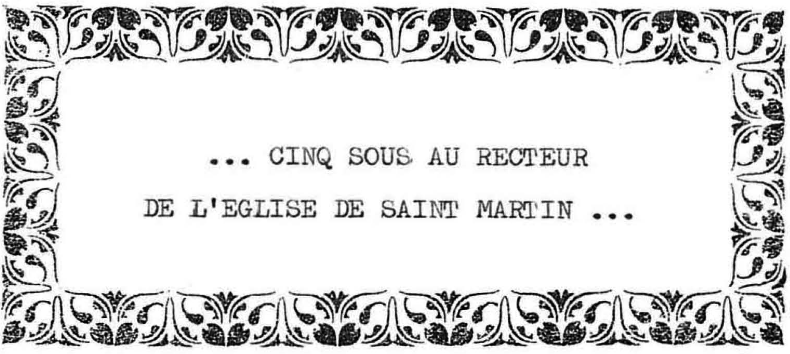 ... CINQ SOUS AU RECTEUR
DE L'EGLISE DE SAINT MARTIN ...